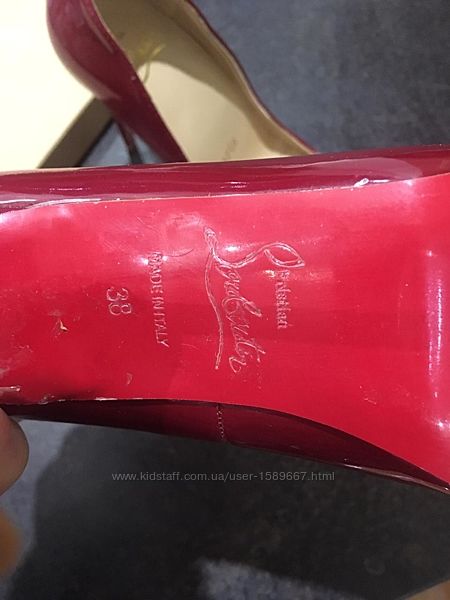 Christian
Louboutin
MADE IN ITALY
38
www.kidstaff.com.ua/user-1589667.html